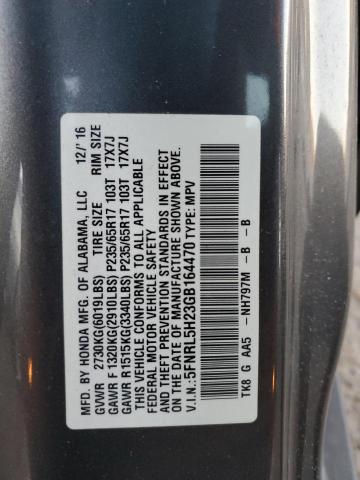 MFD. BY HONDA MFG. OF ALABAMA, LLC 12/' 16
GVWR 2730KG(6019LBS) TIRE SIZE RIM SIZE
GAWR F 1320KG(2910LBS) P235/65R17 103T 17X7J
GAWR R 1515KG(3340LBS) P235/65R17 103T 17X7J
THIS VEHICLE CONFORMS TO ALL APPLICABLE
FEDERAL MOTOR VEHICLE SAFETY
AND THEFT PREVENTION STANDARDS IN EFFECT
ON THE DATE OF MANUFACTURE SHOWN ABOVE.
V.I.N.:5FNRL5H23GB164470 TYPE: MPV
TK8 G AA5 - NH797M - B - B